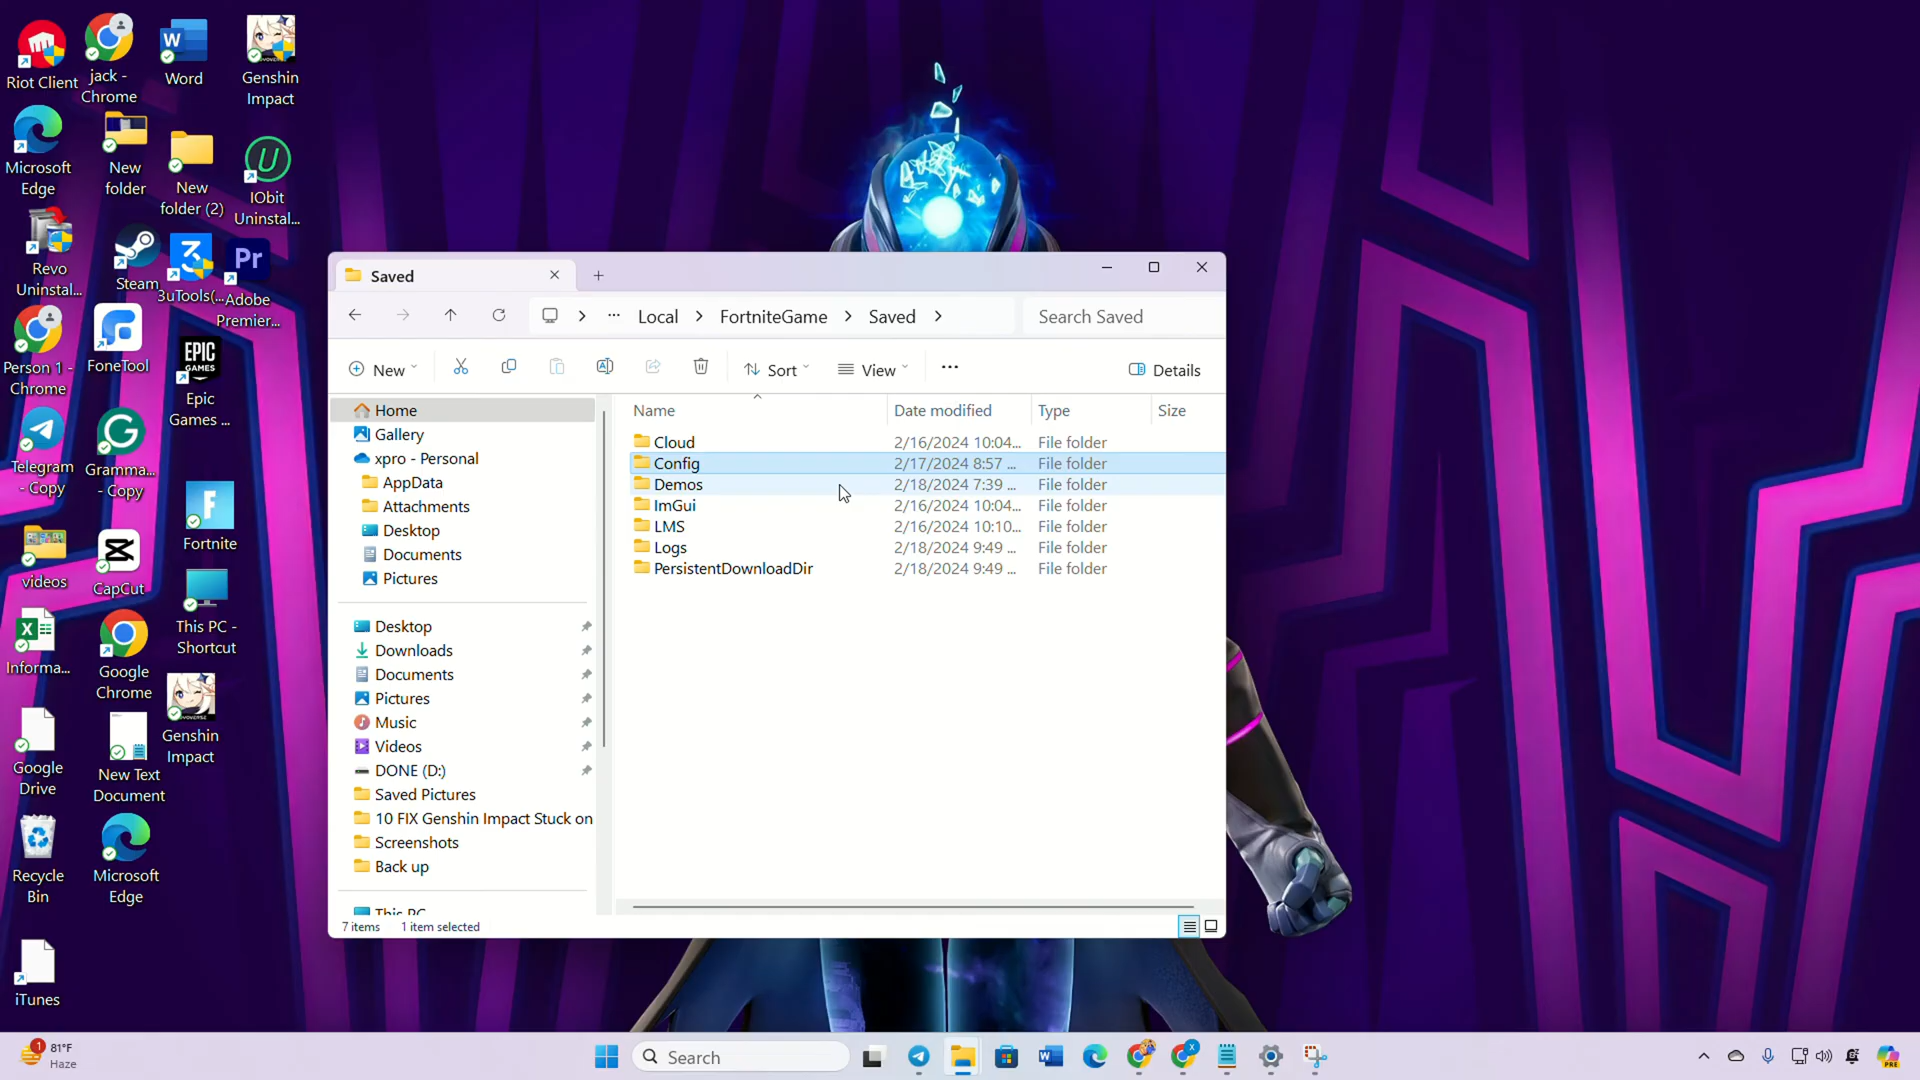 Riot Client
jack -
Chrome
Word
Genshin
Impact
Microsoft
Edge
New
folder
New
folder (2)
IObit
Uninstal...
Revo
Uninstal...
Steam
3uTools(...
Pr
Adobe
Premier...
Person 1 -
Chrome
FoneTool
EPIC
GAMES
Epic
Games ...
Telegram
- Copy
Gramma...
- Copy
Fortnite
videos
CapCut
This PC -
Shortcut
Informa...
Google
Chrome
Genshin
Impact
Google
Drive
New Text
Document
Recycle
Bin
Microsoft
Edge
iTunes
Saved
Local
FortniteGame
Saved
Search Saved
New
Sort
View
Details
Home
Gallery
xpro - Personal
AppData
Attachments
Desktop
Documents
Pictures
Desktop
Downloads
Documents
Pictures
Music
Videos
DONE (D:)
Saved Pictures
10 FIX Genshin Impact Stuck on
Screenshots
Back up
This PC
Name Date modified Type Size
Cloud 2/16/2024 10:04... File folder
Config 2/17/2024 8:57 ... File folder
Demos 2/18/2024 7:39 ... File folder
ImGui 2/16/2024 10:04... File folder
LMS 2/16/2024 10:10... File folder
Logs 2/18/2024 9:49 ... File folder
PersistentDownloadDir 2/18/2024 9:49 ... File folder
7 items 1 item selected
1
81°F
Haze
Search
PRE